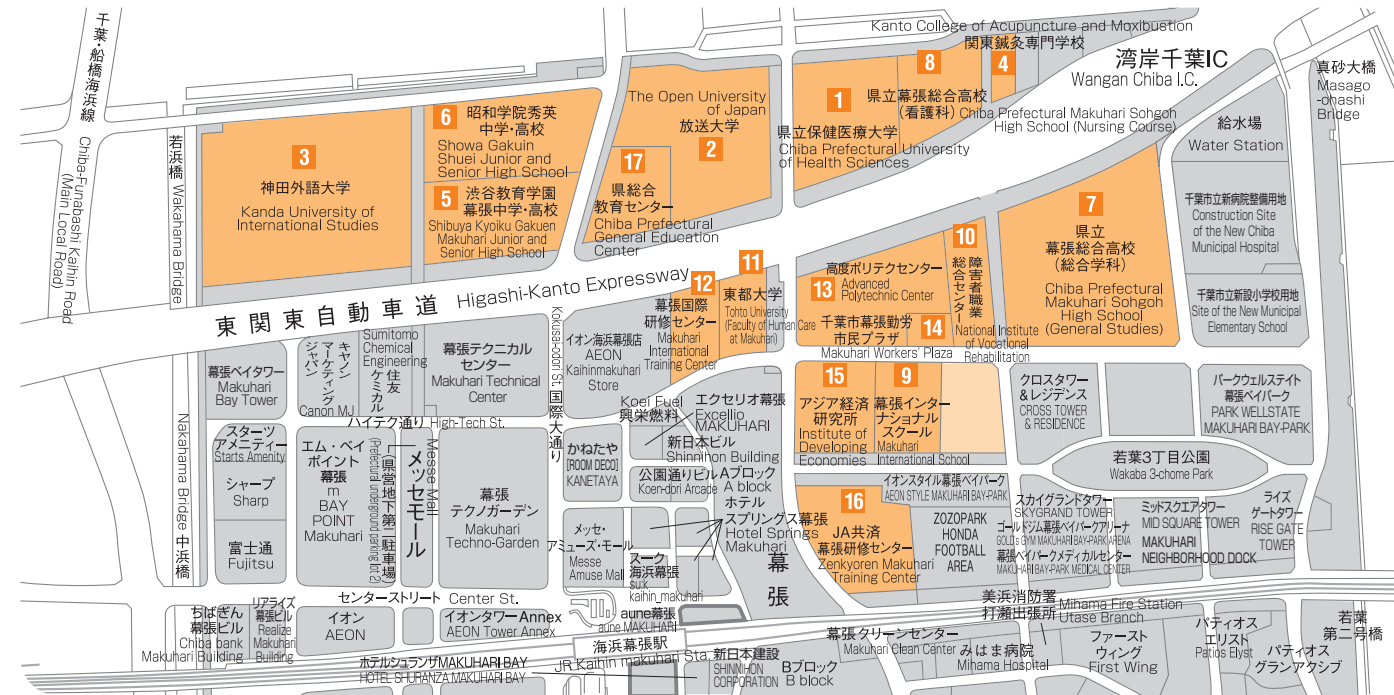 千葉・船橋海浜線
Chiba-Funabashi Kaihin Road
(Main Local Road)
若浜橋 Wakahama Bridge
3
神田外語大学
Kanda University of
International Studies
6
昭和学院秀英
中学・高校
Showa Gakuin
Shuei Junior and
Senior High School
5
渋谷教育学園
幕張中学・高校
Shibuya Kyoiku Gakuen
Makuhari Junior and
Senior High School
The Open University
of Japan
放送大学
2
17
県総合
教育センター
Chiba Prefectural
General Education
Center
1
県立保健医療大学
Chiba Prefectural University
of Health Sciences
8
県立幕張総合高校
(看護科)
Chiba Prefectural Makuhari Sohgoh
High School (Nursing Course)
Kanto College of Acupuncture and Moxibustion
関東鍼灸専門学校
4
湾岸千葉IC
Wangan Chiba I.C.
真砂大橋
Masago
-ohashi
Bridge
給水場
Water Station
千葉市立新病院整備用地
Construction Site
of the New Chiba
Municipal Hospital
千葉市立新設小学校用地
Site of the New Municipal
Elementary School
7
県立
幕張総合高校
(総合学科)
Chiba Prefectural
Makuhari Sohgoh
High School
(General Studies)
10
障害者職業
総合センター
National Institute
of Vocational
Rehabilitation
高度ポリテクセンター
13
Advanced
Polytechnic Center
14
千葉市幕張勤労
市民プラザ
Makuhari Workers' Plaza
11
東都大学
Tohto University
(Faculty of Human Care
at Makuhari)
12
幕張国際
研修センター
Makuhari
International
Training Center
東関東自動車道 Higashi-Kanto Expressway
Kokusai-odori St. 国際大通り
イオン海浜幕張店
AEON
Kaihinmakuhari
Store
幕張テクニカル
センター
Makuhari Technical
Center
Sumitomo
Chemical
Engineering
住友
ケミカル
キヤノン
マーケティング
ジャパン
Canon MJ
幕張ベイタワー
Makuhari
Bay Tower
ハイテク通り High-Tech St.
Nakahama Bridge 中浜橋
スターツ
アメニティー
Starts Amenity
シャープ
Sharp
富士通
Fujitsu
エム・ベイ
ポイント
幕張
m
BAY
POINT
Makuhari
「県営地下第二駐車場」
(Prefectural underground parking lot 2)
Messe Mall
メッセモール
幕張
テクノガーデン
Makuhari
Techno-Garden
かねたや
[ROOM DECO]
KANETAYA
Koei Fuel
興栄燃料
エクセリオ幕張
Excellio
MAKUHARI
新日本ビル
Shinnihon Building
公園通りビル
Koen-dori Arcade
Aブロック
A block
ホテル
スプリングス幕張
Hotel Springs
Makuhari
メッセ・
アミューズ・モール
Messe
Amuse Mall
スーク
海浜幕張
su:k
kaihin_makuhari
幕張
15
アジア経済
研究所
Institute of
Developing
Economies
9
幕張インター
ナショナル
スクール
Makuhari
International School
クロスタワー
&レジデンス
CROSS TOWER
& RESIDENCE
パークウェルステイト
幕張ベイパーク
PARK WELLSTATE
MAKUHARI BAY-PARK
若葉3丁目公園
Wakaba 3-chome Park
イオンスタイル幕張ベイパーク
AEON STYLE MAKUHARI BAY-PARK
16
JA共済
幕張研修センター
Zenkyoren Makuhari
Training Center
ZOZOPARK
HONDA
FOOTBALL
AREA
スカイグランドタワー
SKYGRAND TOWER
ゴールドジム幕張ベイパークアリーナ
GOLD's GYM MAKUHARI BAY-PARK ARENA
幕張ベイパークメディカルセンター
MAKUHARI BAY-PARK MEDICAL CENTER
ミッドスクエアタワー
MID SQUARE TOWER
MAKUHARI
NEIGHBORHOOD DOCK
ライズ
ゲートタワー
RISE GATE
TOWER
センターストリート Center St.
ちばぎん
幕張ビル
Chiba bank
Makuhari Building
リアライズ
幕張ビル
Realize
Makuhari
Building
イオン
AEON
イオンタワーAnnex
AEON Tower Annex
aune幕張
aune MAKUHARI
海浜幕張駅
JR Kaihin makuhari Sta.
ホテルシュランザMAKUHARI BAY
HOTEL SHURANZA MAKUHARI BAY
新日本建設
SHINNIHON
CORPORATION
Bブロック
B block
幕張クリーンセンター
Makuhari Clean Center
みはま病院
Mihama Hospital
美浜消防署
打瀬出張所
Mihama Fire Station
Utase Branch
ファースト
ウィング
First Wing
パティオス
エリスト
Patios Elyst
パティオス
グランアクシブ
若葉
第二号橋